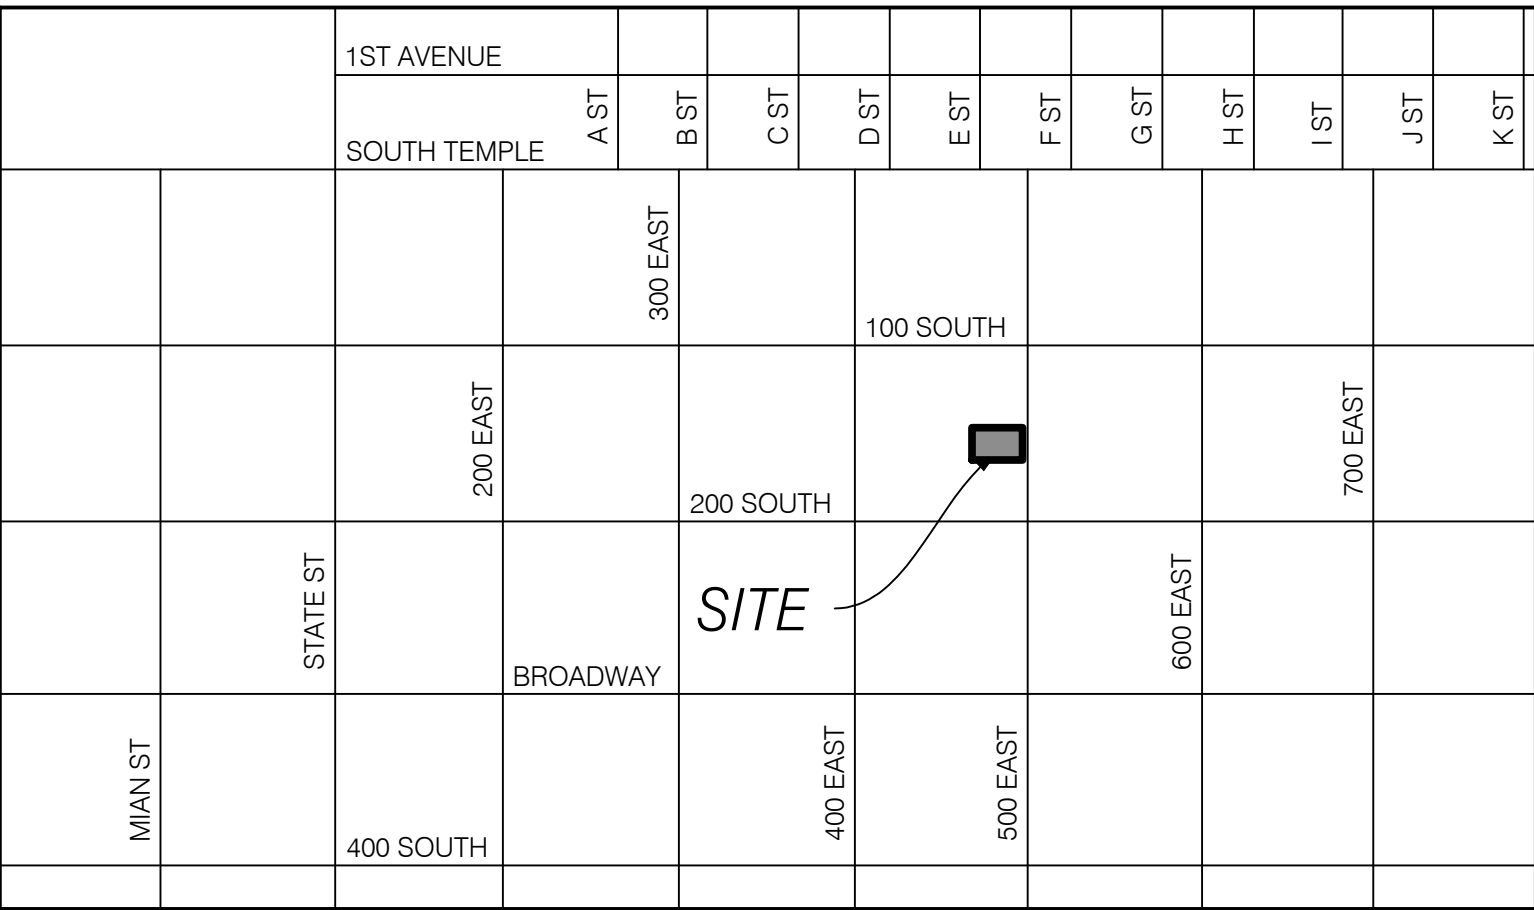 1ST AVENUE
A ST
B ST
C ST
D ST
E ST
F ST
G ST
H ST
I ST
J ST
K ST
SOUTH TEMPLE
300 EAST
100 SOUTH
200 EAST
700 EAST
200 SOUTH
STATE ST
SITE
600 EAST
BROADWAY
MIAN ST
400 EAST
500 EAST
400 SOUTH